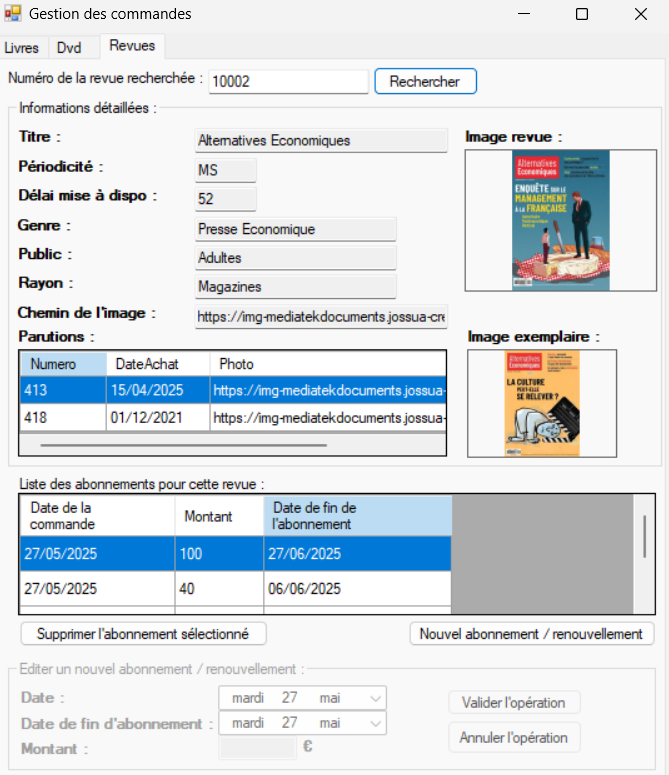 Gestion des commandes
Livres Dvd Revues
Numéro de la revue recherchée : 10002 Rechercher
Informations détaillées :
Titre : Alternatives Economiques
Image revue :
Périodicité : MS
Délai mise à dispo : 52
Genre : Presse Economique
Public : Adultes
Rayon : Magazines
Chemin de l'image : https://img-mediatekdocuments.jossua-cre
Alternatives
Economiques
ENQUÊTE SUR LE
MANAGEMENT
À LA FRANÇAISE
Parutions :
Image exemplaire :
Numero DateAchat Photo
413 15/04/2025 https://img-mediatekdocuments.jossua-
418 01/12/2021 https://img-mediatekdocuments.jossua-
Alternatives
Economiques
LA CULTURE
PEUT-ELLE
SE RELEVER ?
Liste des abonnements pour cette revue :
Date de la commande Montant Date de fin de l'abonnement
27/05/2025 100 27/06/2025
27/05/2025 40 06/06/2025
Supprimer l'abonnement sélectionné Nouvel abonnement / renouvellement
Editer un nouvel abonnement / renouvellement :
Date : mardi 27 mai Valider l'opération
Date de fin d'abonnement : mardi 27 mai
Montant : € Annuler l'opération